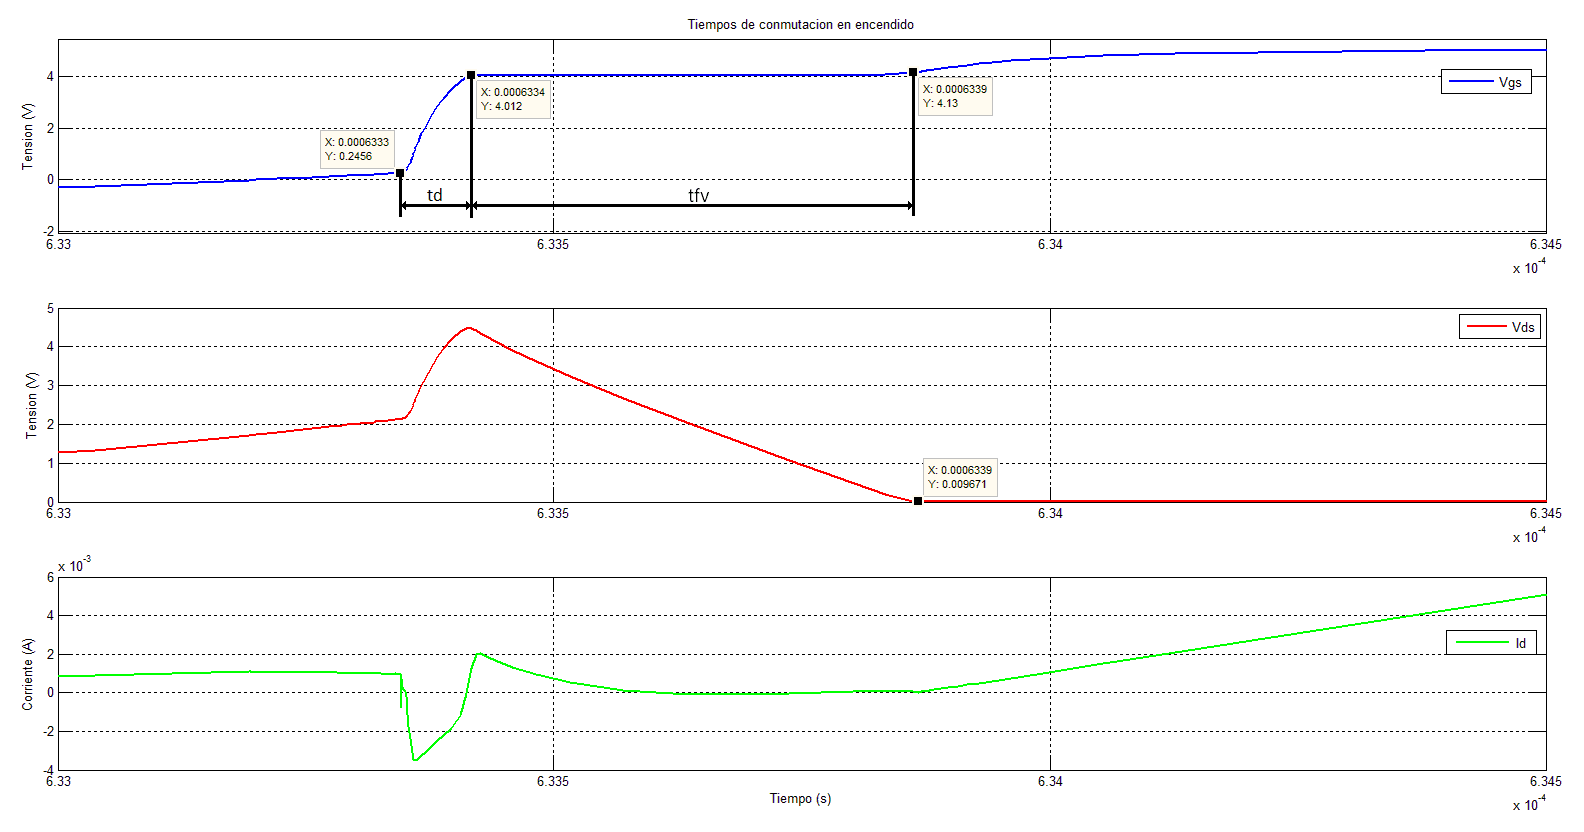 Tiempos de conmutacion en encendido
Tension (V)
4
2
0
-2
X: 0.0006333
Y: 0.2456
X: 0.0006334
Y: 4.012
X: 0.0006339
Y: 4.13
Vgs
td
tfv
6.33
6.335
6.34
6.345
x 10-4
Tension (V)
5
4
3
2
1
0
Vds
X: 0.0006339
Y: 0.009671
6.33
6.335
6.34
6.345
x 10-4
x 10-3
Corriente (A)
6
4
2
0
-2
-4
Id
6.33
6.335
6.34
6.345
Tiempo (s)
x 10-4